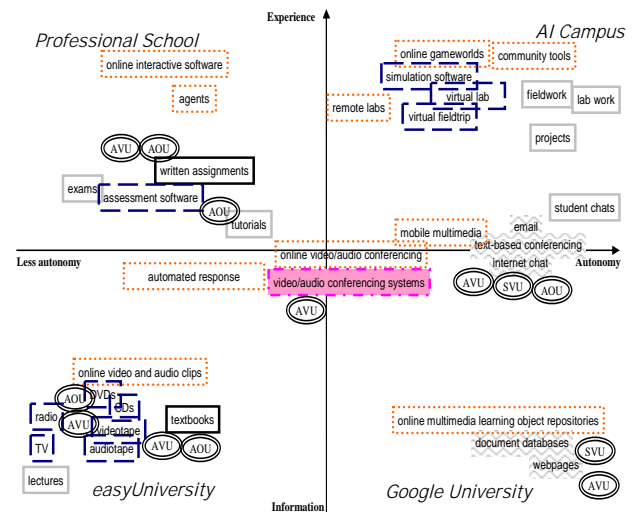 Experience
Professional School
AI Campus
online interactive software
online gameworlds
community tools
simulation software
agents
virtual lab
fieldwork
lab work
remote labs
virtual fieldtrip
projects
AVU
AOU
written assignments
exams
assessment software
AOU
tutorials
student chats
email
mobile multimedia
text-based conferencing
online video/audio conferencing
Less autonomy
internet chat
Autonomy
automated response
video/audio conferencing systems
AVU
SVU
AOU
AVU
online video and audio clips
DVDs
AOU
CDs
radio
AVU
videotape
textbooks
online multimedia learning object repositories
TV
audiotape
AVU
AOU
document databases
SVU
webpages
lectures
easyUniversity
Google University
AVU
Information